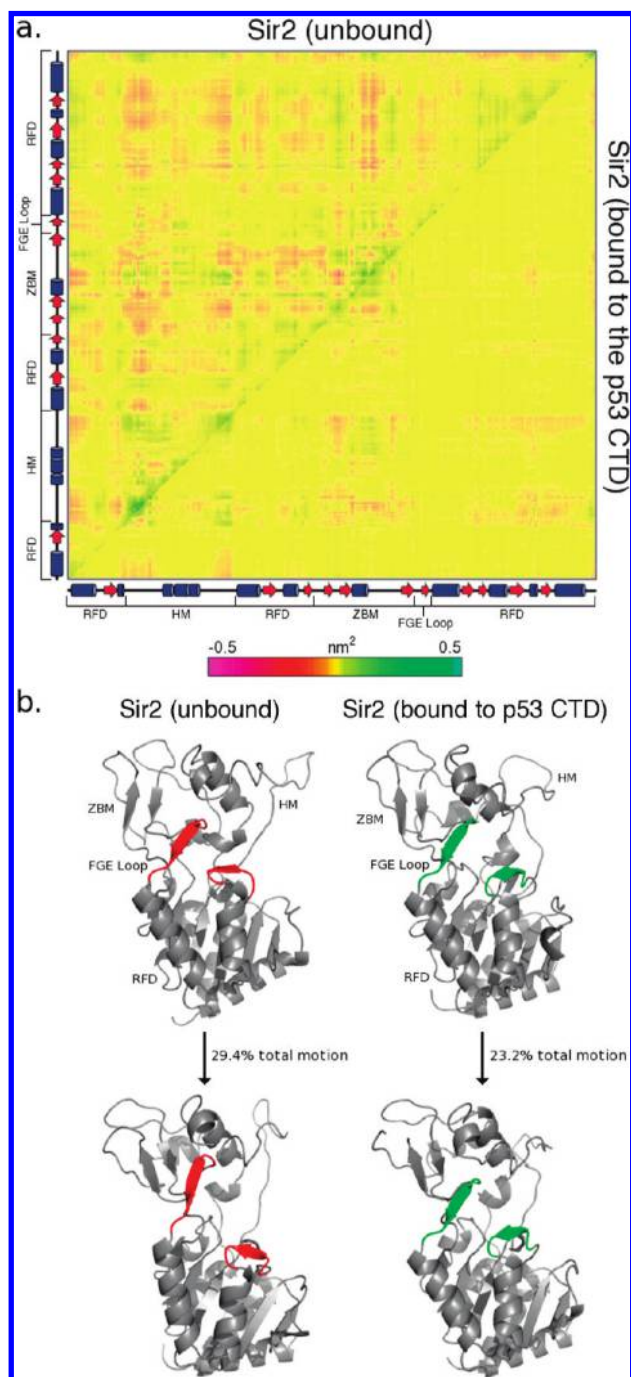 a.
Sir2 (unbound)
Sir2 (bound to the p53 CTD)
RFD
FGE Loop
ZBM
RFD
HM
RFD
RFD
HM
RFD
ZBM
FGE Loop
RFD
-0.5
nm²
0.5
b.
Sir2 (unbound)
Sir2 (bound to p53 CTD)
ZBM
HM
FGE Loop
RFD
ZBM
HM
FGE Loop
RFD
29.4% total motion
23.2% total motion